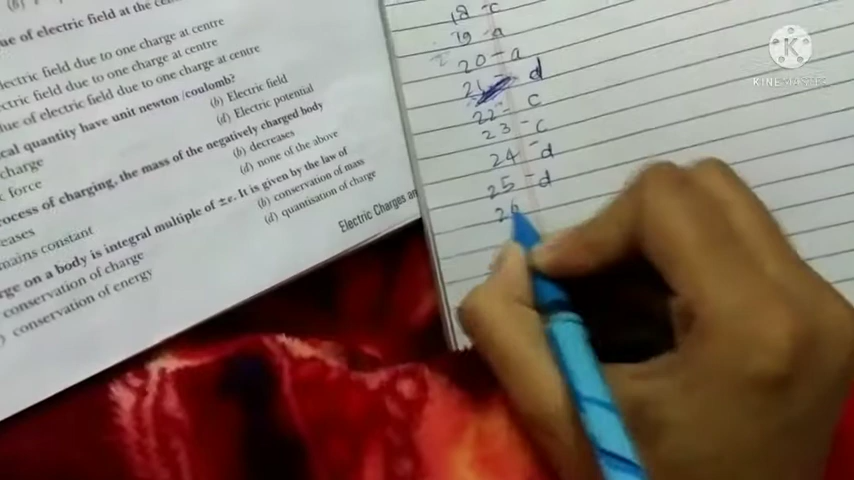 ue of electric field at the
lectric field due to one charge at centre
ctric field due to one charge at centre
lue of electric field due to one charge at centre
cal quantity have unit newton/coulomb?
(b) Electric field
charge
(d) Electric potential
force
ocess of charging, the mass of the negatively charged body
eases
(b) decreases
mains constant
(d) none of the above
rge on a body is integral multiple of ±e. It is given by the law of
conservation of charge
(b) conservation of mass
) conservation of energy
(d) quantisation of charge
Electric Charges an
18 - c
19 - a
20 - a
21 - d
22 - c
23 - c
24 - d
25 - d
26
KINEMASTER